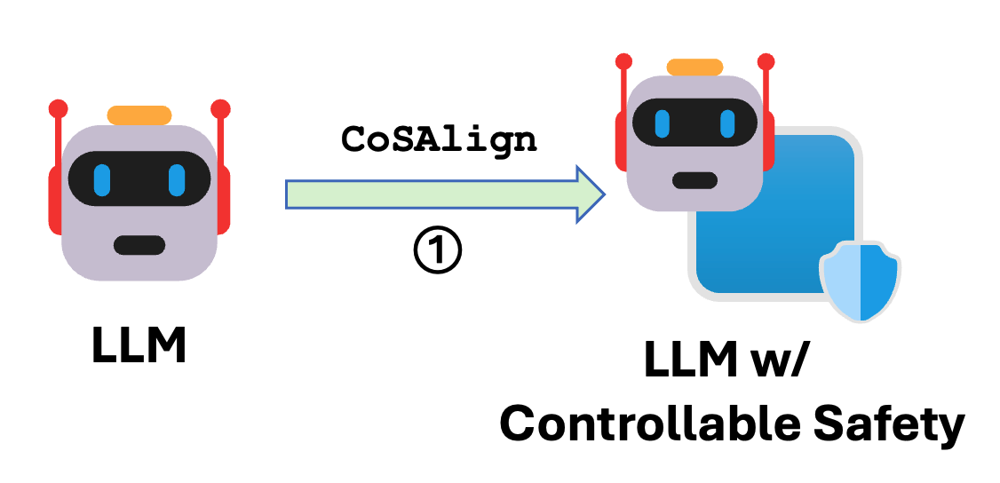 CoSAlign
①
LLM
LLM w/
Controllable Safety